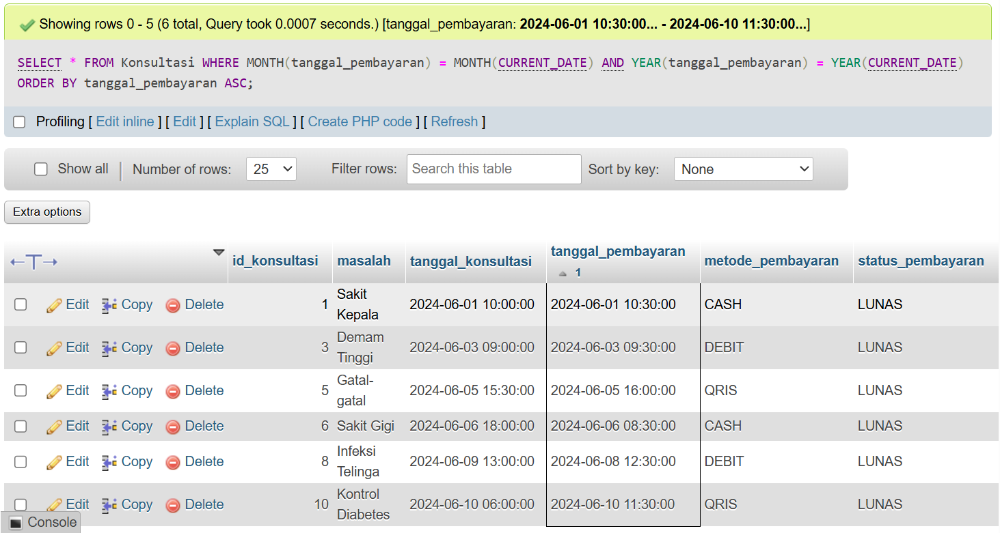 Showing rows 0 - 5 (6 total, Query took 0.0007 seconds.) [tanggal_pembayaran: 2024-06-01 10:30:00... - 2024-06-10 11:30:00...]
SELECT * FROM Konsultasi WHERE MONTH(tanggal_pembayaran) = MONTH(CURRENT_DATE) AND YEAR(tanggal_pembayaran) = YEAR(CURRENT_DATE)
ORDER BY tanggal_pembayaran ASC;
Profiling [ Edit inline ] [ Edit ] [ Explain SQL ] [ Create PHP code ] [ Refresh ]
Show all | Number of rows: 25 Filter rows: Search this table Sort by key: None
Extra options
←T→ id_konsultasi masalah tanggal_konsultasi tanggal_pembayaran 1 metode_pembayaran status_pembayaran
Edit Copy Delete 1 Sakit Kepala 2024-06-01 10:00:00 2024-06-01 10:30:00 CASH LUNAS
Edit Copy Delete 3 Demam Tinggi 2024-06-03 09:00:00 2024-06-03 09:30:00 DEBIT LUNAS
Edit Copy Delete 5 Gatal-gatal 2024-06-05 15:30:00 2024-06-05 16:00:00 QRIS LUNAS
Edit Copy Delete 6 Sakit Gigi 2024-06-06 18:00:00 2024-06-06 08:30:00 CASH LUNAS
Edit Copy Delete 8 Infeksi Telinga 2024-06-09 13:00:00 2024-06-08 12:30:00 DEBIT LUNAS
Edit Copy Delete 10 Kontrol Diabetes 2024-06-10 06:00:00 2024-06-10 11:30:00 QRIS LUNAS
Console